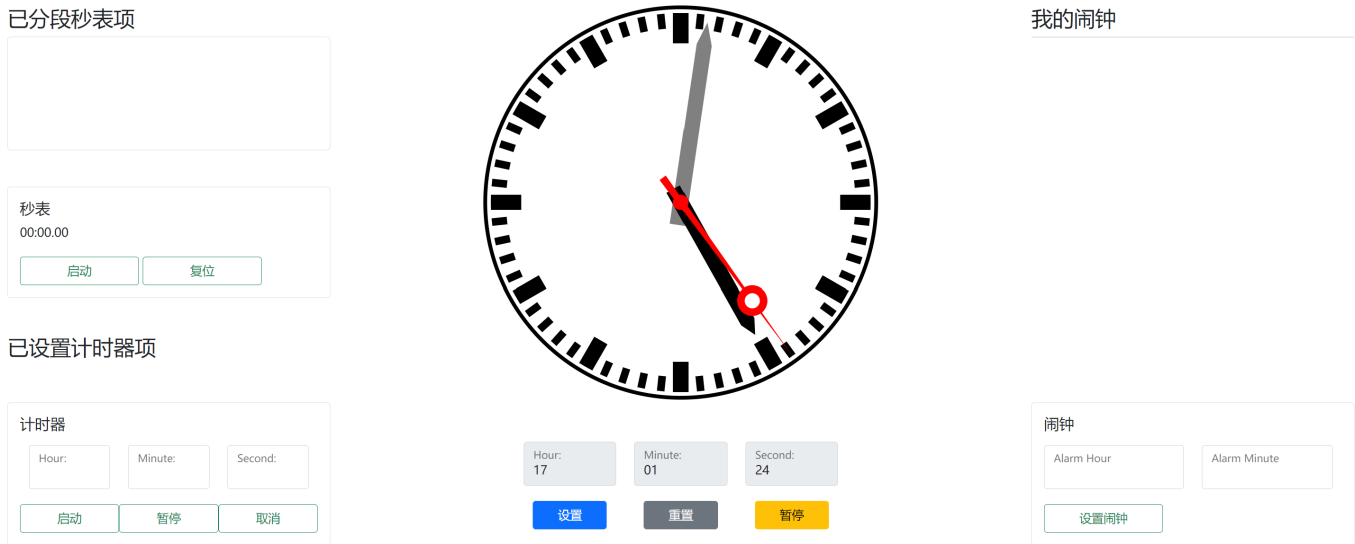 已分段秒表项
秒表
00:00.00
启动 复位
已设置计时器项
计时器
Hour: Minute: Second:
启动 暂停 取消
Hour: Minute: Second:
17 01 24
设置 重置 暂停
我的闹钟
闹钟
Alarm Hour Alarm Minute
设置闹钟